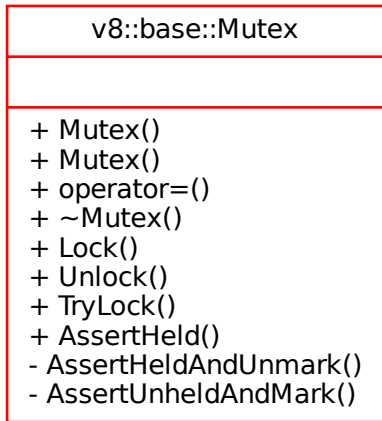 v8::base::Mutex
+ Mutex()
+ Mutex()
+ operator=()
+ ~Mutex()
+ Lock()
+ Unlock()
+ TryLock()
+ AssertHeld()
- AssertHeldAndUnmark()
- AssertUnheldAndMark()